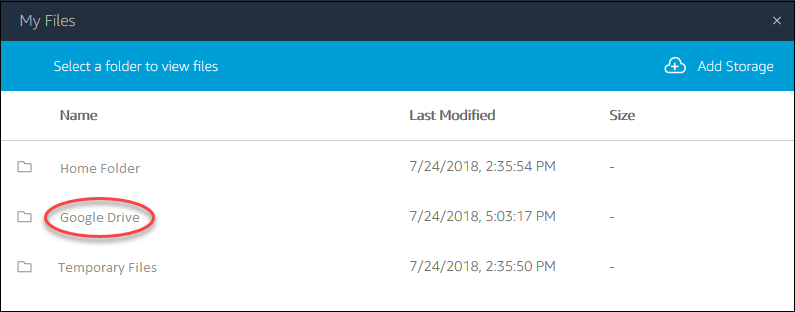 My Files ×
Select a folder to view files Add Storage
Name Last Modified Size
Home Folder 7/24/2018, 2:35:54 PM -
Google Drive 7/24/2018, 5:03:17 PM -
Temporary Files 7/24/2018, 2:35:50 PM -